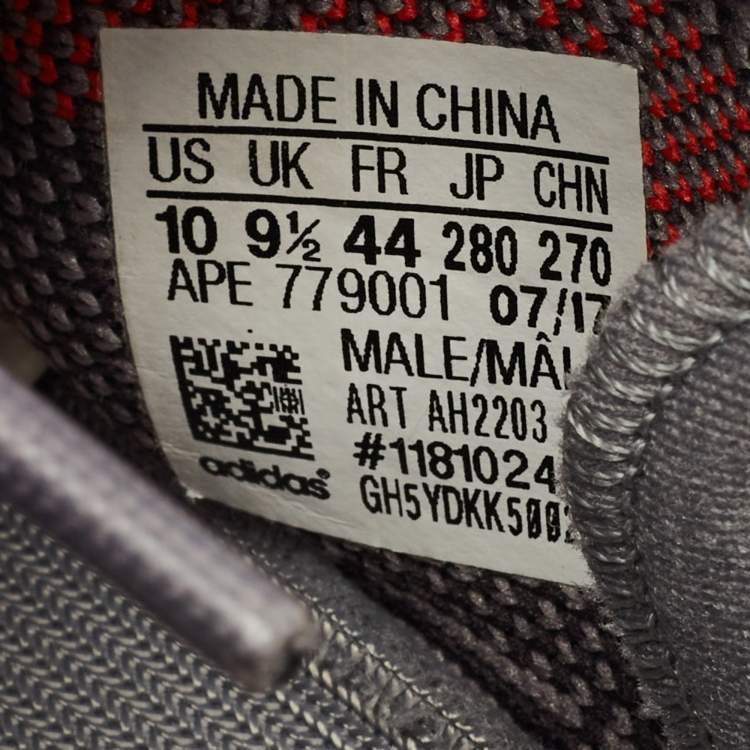 MADE IN CHINA
US UK FR JP CHN
10 9½ 44 280 270
APE 779001 07/17
MALE/MÂL
ART AH2203
#1181024
adidas®
GH5YDKK500